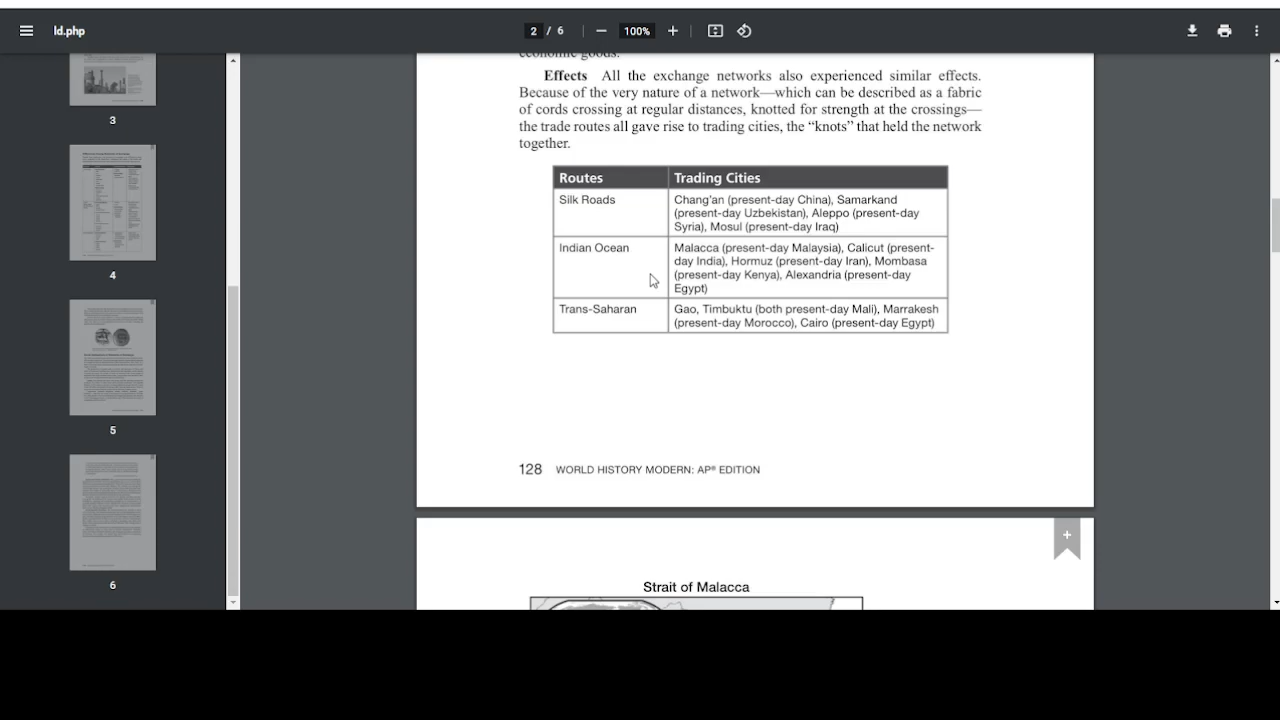 ld.php
2 / 6
100%
3
4
5
6
economic goods.
Effects All the exchange networks also experienced similar effects.
Because of the very nature of a network—which can be described as a fabric
of cords crossing at regular distances, knotted for strength at the crossings—
the trade routes all gave rise to trading cities, the “knots” that held the network
together.
Routes Trading Cities
Silk Roads Chang’an (present-day China), Samarkand
(present-day Uzbekistan), Aleppo (present-day
Syria), Mosul (present-day Iraq)
Indian Ocean Malacca (present-day Malaysia), Calicut (present-
day India), Hormuz (present-day Iran), Mombasa
(present-day Kenya), Alexandria (present-day
Egypt)
Trans-Saharan Gao, Timbuktu (both present-day Mali), Marrakesh
(present-day Morocco), Cairo (present-day Egypt)
128 WORLD HISTORY MODERN: AP® EDITION
Strait of Malacca